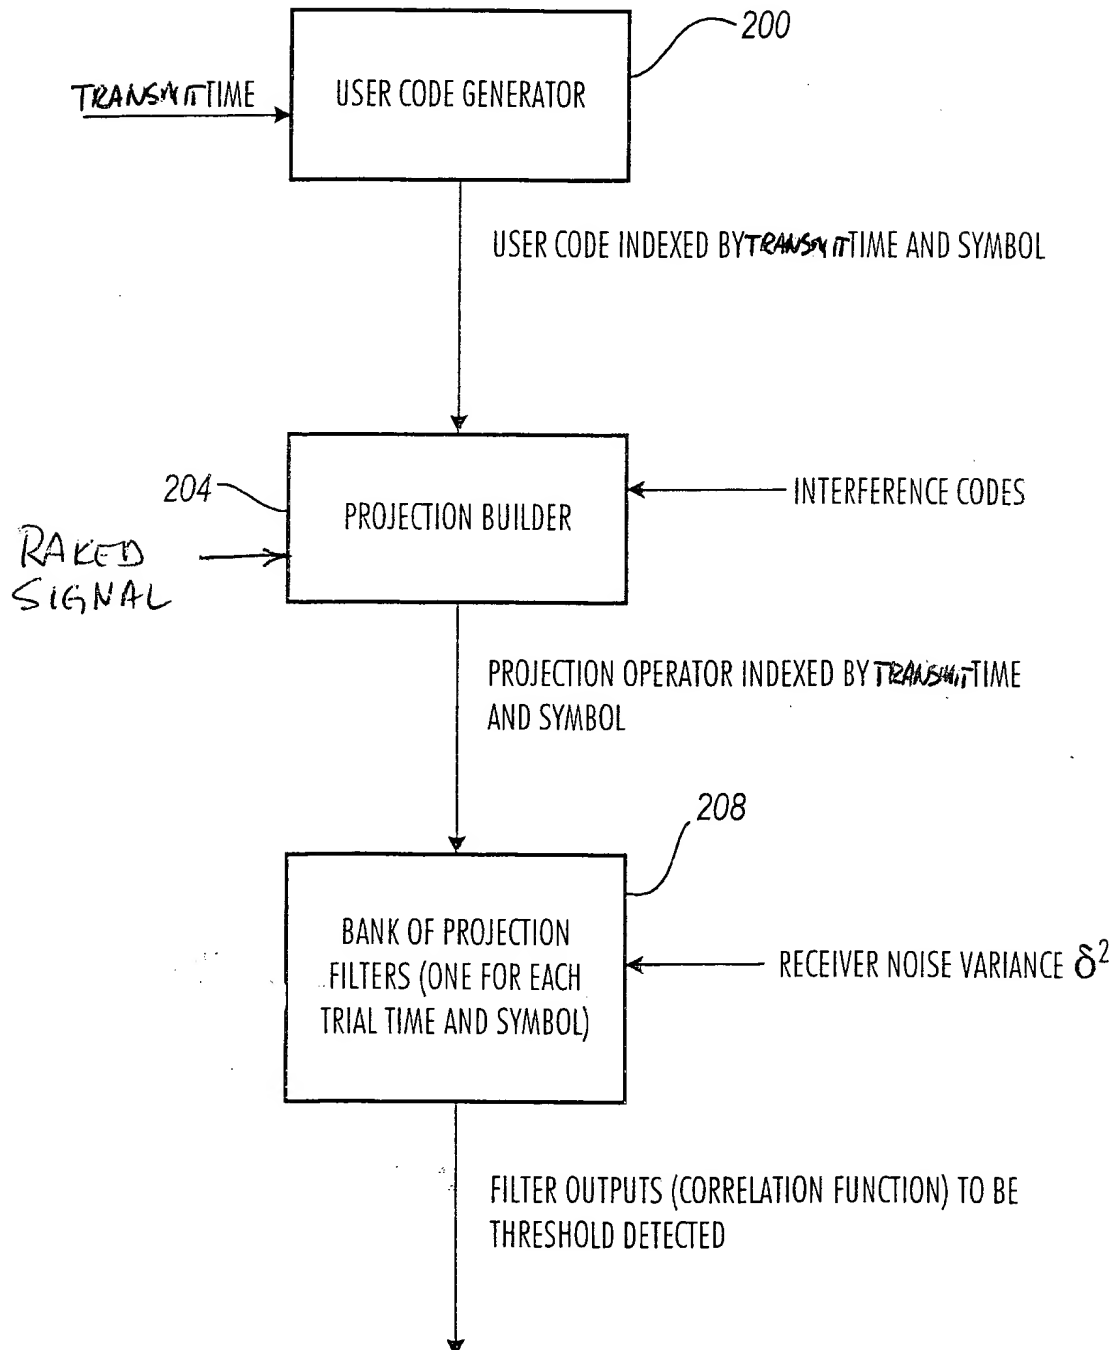 200
TRANSMIT TIME
USER CODE GENERATOR
USER CODE INDEXED BY TRANSMIT TIME AND SYMBOL
204
PROJECTION BUILDER
INTERFERENCE CODES
RAKED
SIGNAL
PROJECTION OPERATOR INDEXED BY TRANSMIT TIME
AND SYMBOL
208
BANK OF PROJECTION
FILTERS (ONE FOR EACH
TRIAL TIME AND SYMBOL)
RECEIVER NOISE VARIANCE δ²
FILTER OUTPUTS (CORRELATION FUNCTION) TO BE
THRESHOLD DETECTED